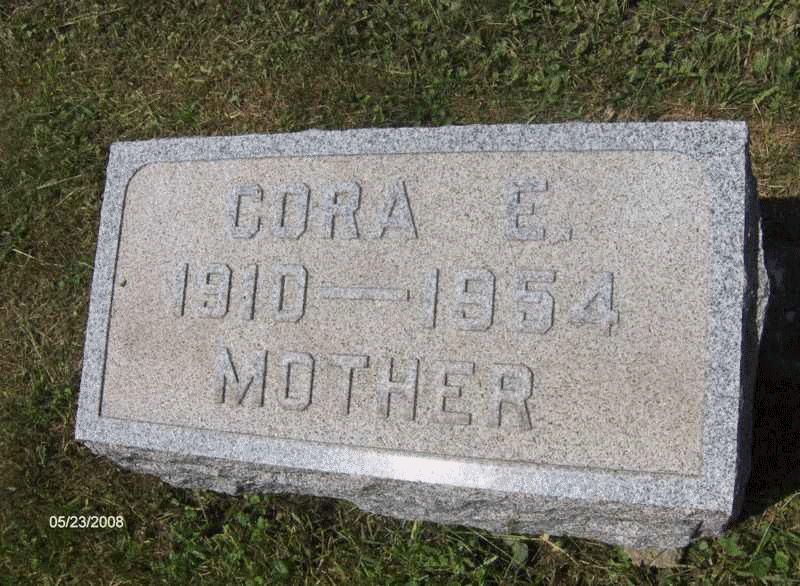 CORA E.
1910—1954
MOTHER
05/23/2008